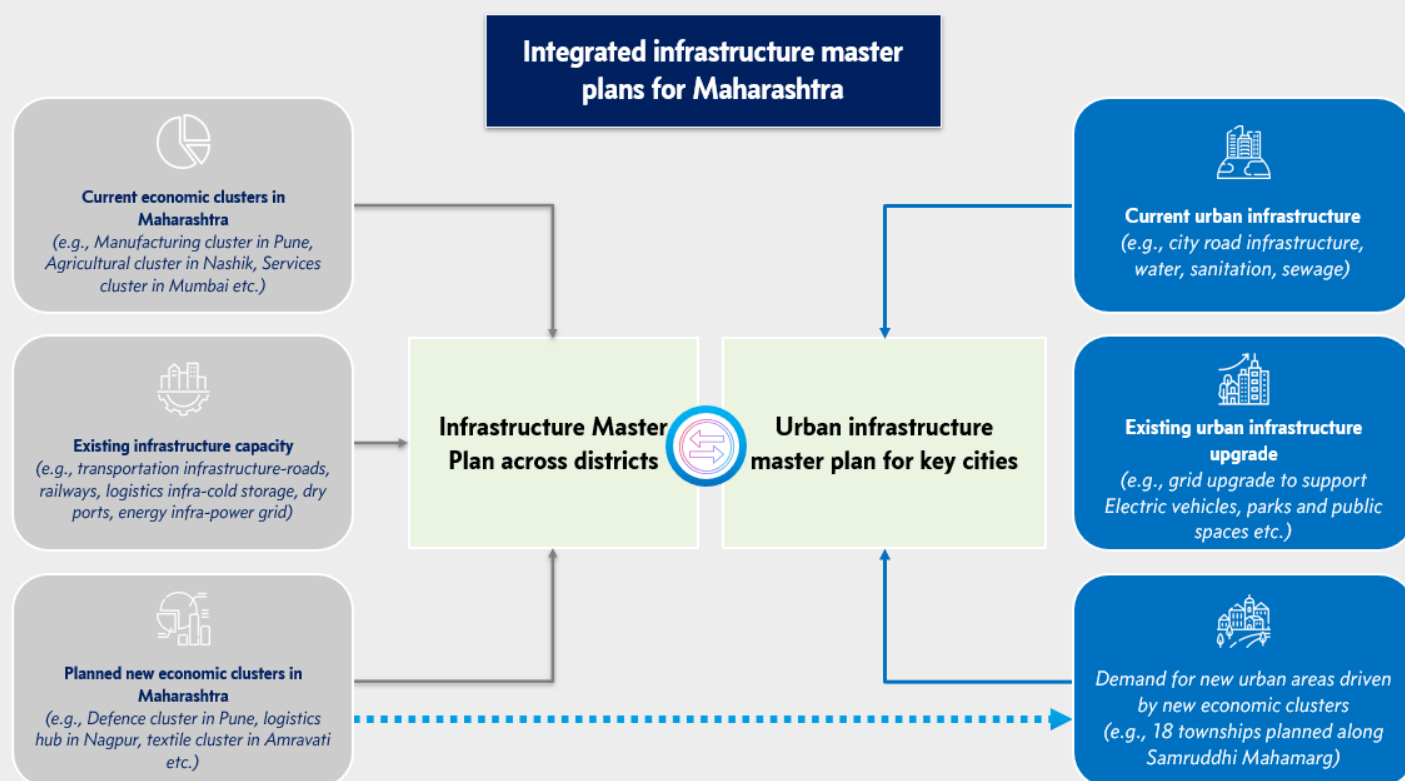 Integrated infrastructure master
plans for Maharashtra
Current economic clusters in
Maharashtra
(e.g., Manufacturing cluster in Pune,
Agricultural cluster in Nashik, Services
cluster in Mumbai etc.)
Existing infrastructure capacity
(e.g., transportation infrastructure-roads,
railways, logistics infra-cold storage, dry
ports, energy infra-power grid)
Planned new economic clusters in
Maharashtra
(e.g., Defence cluster in Pune, logistics
hub in Nagpur, textile cluster in Amravati
etc.)
Infrastructure Master
Plan across districts
Urban infrastructure
master plan for key cities
Current urban infrastructure
(e.g., city road infrastructure,
water, sanitation, sewage)
Existing urban infrastructure
upgrade
(e.g., grid upgrade to support
Electric vehicles, parks and public
spaces etc.)
Demand for new urban areas driven
by new economic clusters
(e.g., 18 townships planned along
Samruddhi Mahamarg)